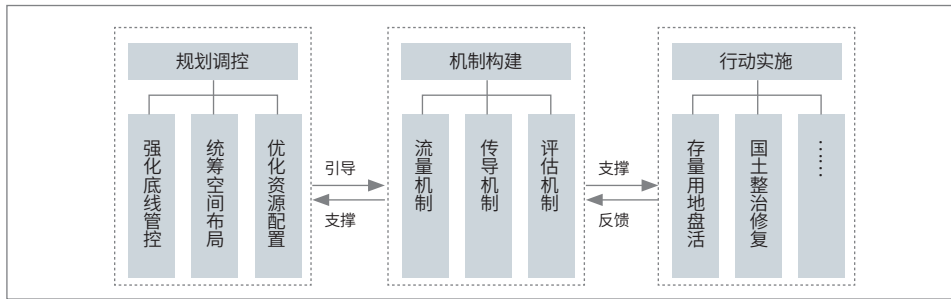 规划调控
强化底线管控
统筹空间布局
优化资源配置
引导
支撑
机制构建
流量机制
传导机制
评估机制
支撑
反馈
行动实施
存量用地盘活
国土整治修复
……